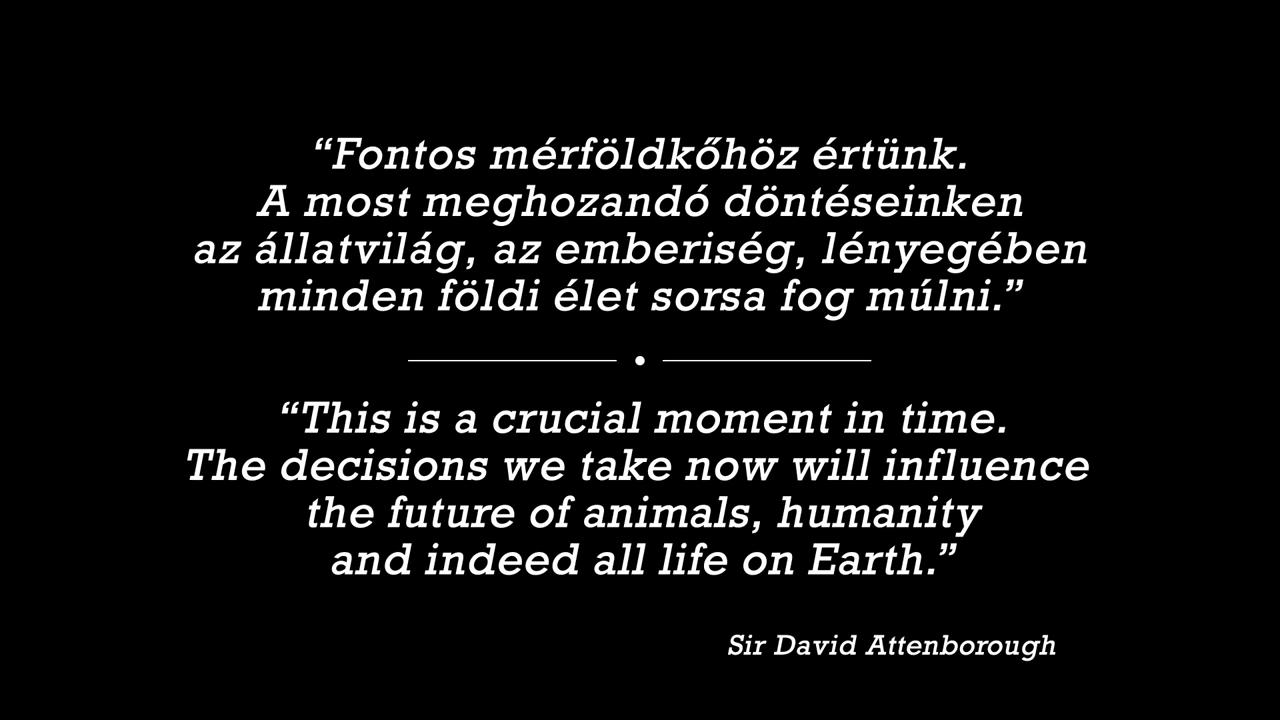 “Fontos mérföldkőhöz értünk.
A most meghozandó döntéseinken
az állatvilág, az emberiség, lényegében
minden földi élet sorsa fog múlni.”
“This is a crucial moment in time.
The decisions we take now will influence
the future of animals, humanity
and indeed all life on Earth.”
Sir David Attenborough